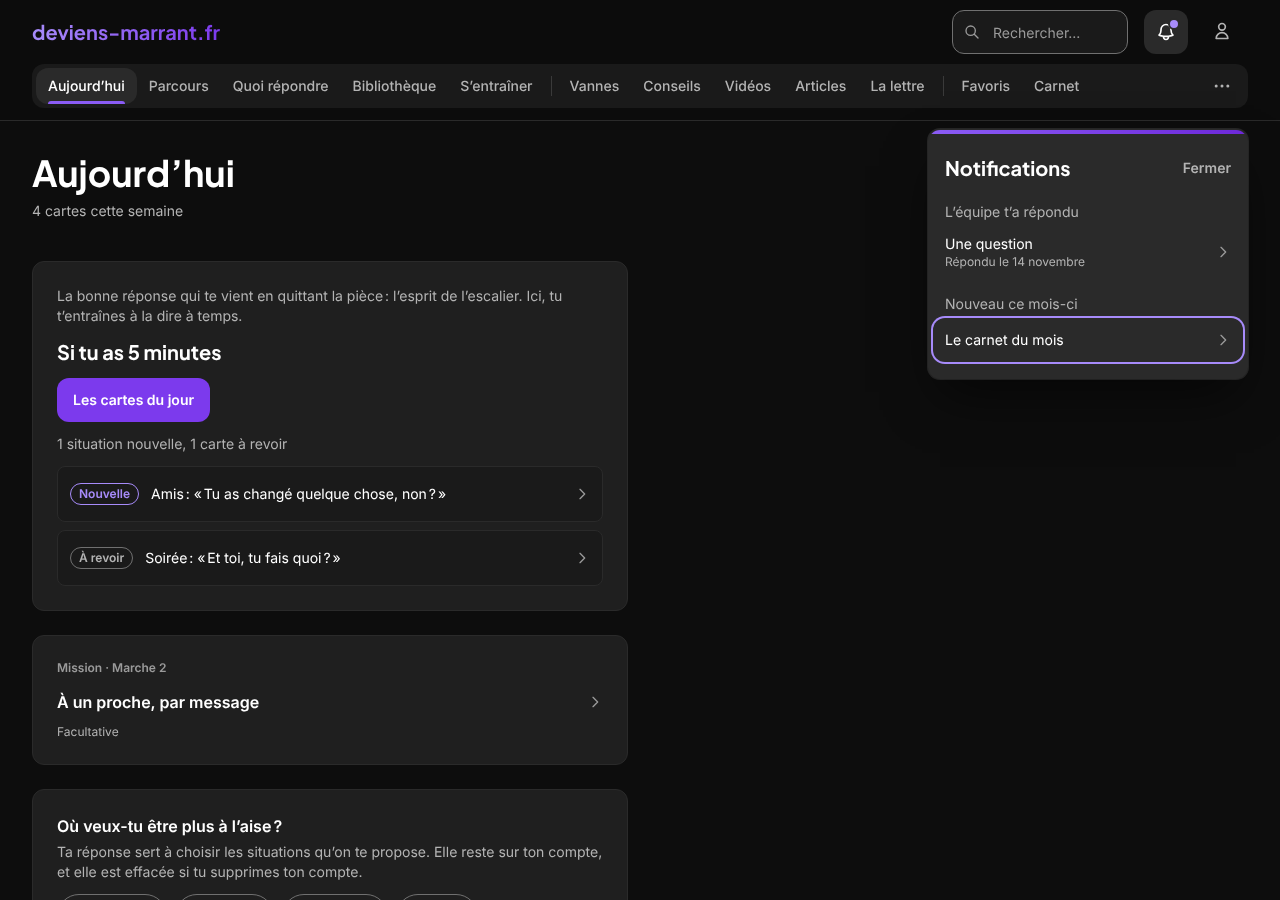 deviens-marrant.fr
Rechercher...
Aujourd’hui
Parcours
Quoi répondre
Bibliothèque
S’entraîner
Vannes
Conseils
Vidéos
Articles
La lettre
Favoris
Carnet
Aujourd’hui
4 cartes cette semaine
Notifications
Fermer
L’équipe t’a répondu
Une question
Répondu le 14 novembre
Nouveau ce mois-ci
Le carnet du mois
La bonne réponse qui te vient en quittant la pièce : l’esprit de l’escalier. Ici, tu
t’entraînes à la dire à temps.
Si tu as 5 minutes
Les cartes du jour
1 situation nouvelle, 1 carte à revoir
Nouvelle
Amis : « Tu as changé quelque chose, non ? »
À revoir
Soirée : « Et toi, tu fais quoi ? »
Mission · Marche 2
À un proche, par message
Facultative
Où veux-tu être plus à l’aise ?
Ta réponse sert à choisir les situations qu’on te propose. Elle reste sur ton compte,
et elle est effacée si tu supprimes ton compte.